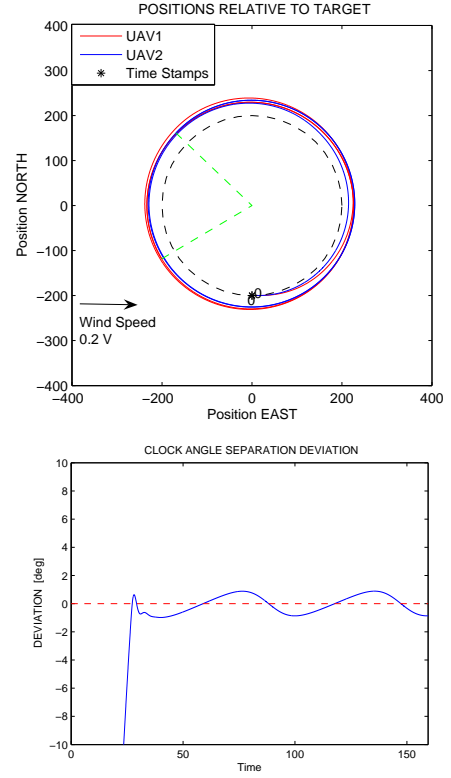 POSITIONS RELATIVE TO TARGET
UAV1
UAV2
Time Stamps
400
300
200
100
0
−100
−200
−300
−400
Position NORTH
0
0
Wind Speed
0.2 V
−400 −200 0 200 400
Position EAST
CLOCK ANGLE SEPARATION DEVIATION
10
8
6
4
2
0
−2
−4
−6
−8
−10
DEVIATION [deg]
0 50 100 150
Time